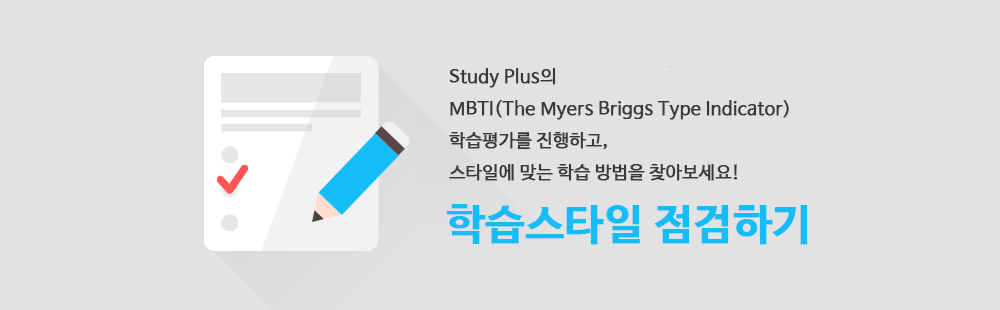 Study Plus의
MBTI(The Myers Briggs Type Indicator)
학습평가를 진행하고,
스타일에 맞는 학습 방법을 찾아보세요!
학습스타일 점검하기